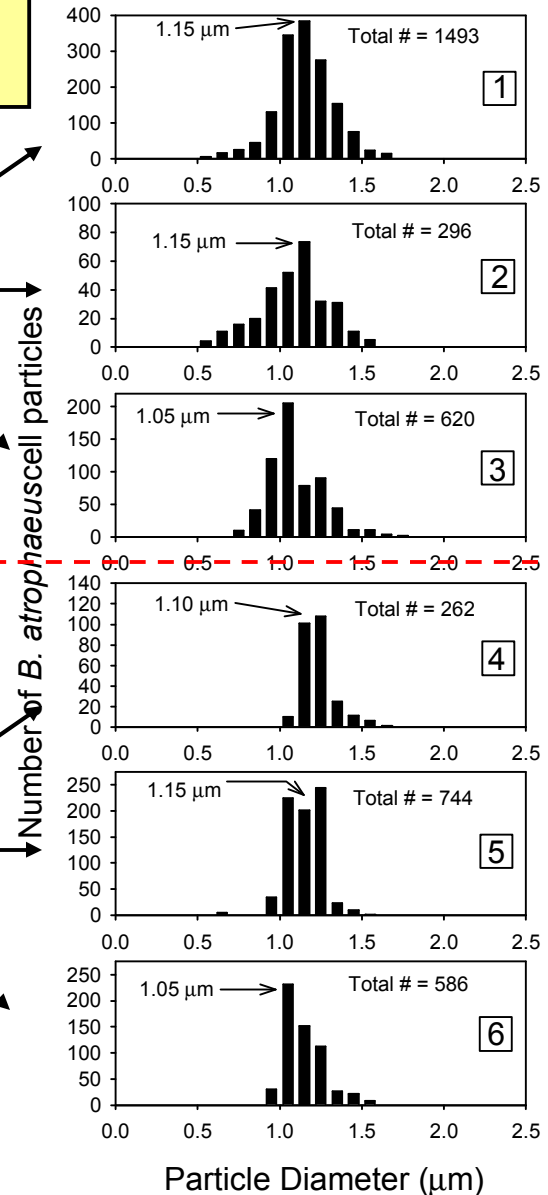 400
300
200
100
0
1.15 μm
Total # = 1493
1
0.0 0.5 1.0 1.5 2.0 2.5
100
80
60
40
20
0
1.15 μm
Total # = 296
2
0.0 0.5 1.0 1.5 2.0 2.5
200
150
100
50
0
1.05 μm
Total # = 620
3
0.0 0.5 1.0 1.5 2.0 2.5
140
120
100
80
60
40
20
0
1.10 μm
Total # = 262
4
0.0 0.5 1.0 1.5 2.0 2.5
250
200
150
100
50
0
1.15 μm
Total # = 744
5
0.0 0.5 1.0 1.5 2.0 2.5
250
200
150
100
50
0
1.05 μm
Total # = 586
6
0.0 0.5 1.0 1.5 2.0 2.5
Number of B. atrophaeuscell particles
Particle Diameter (μm)